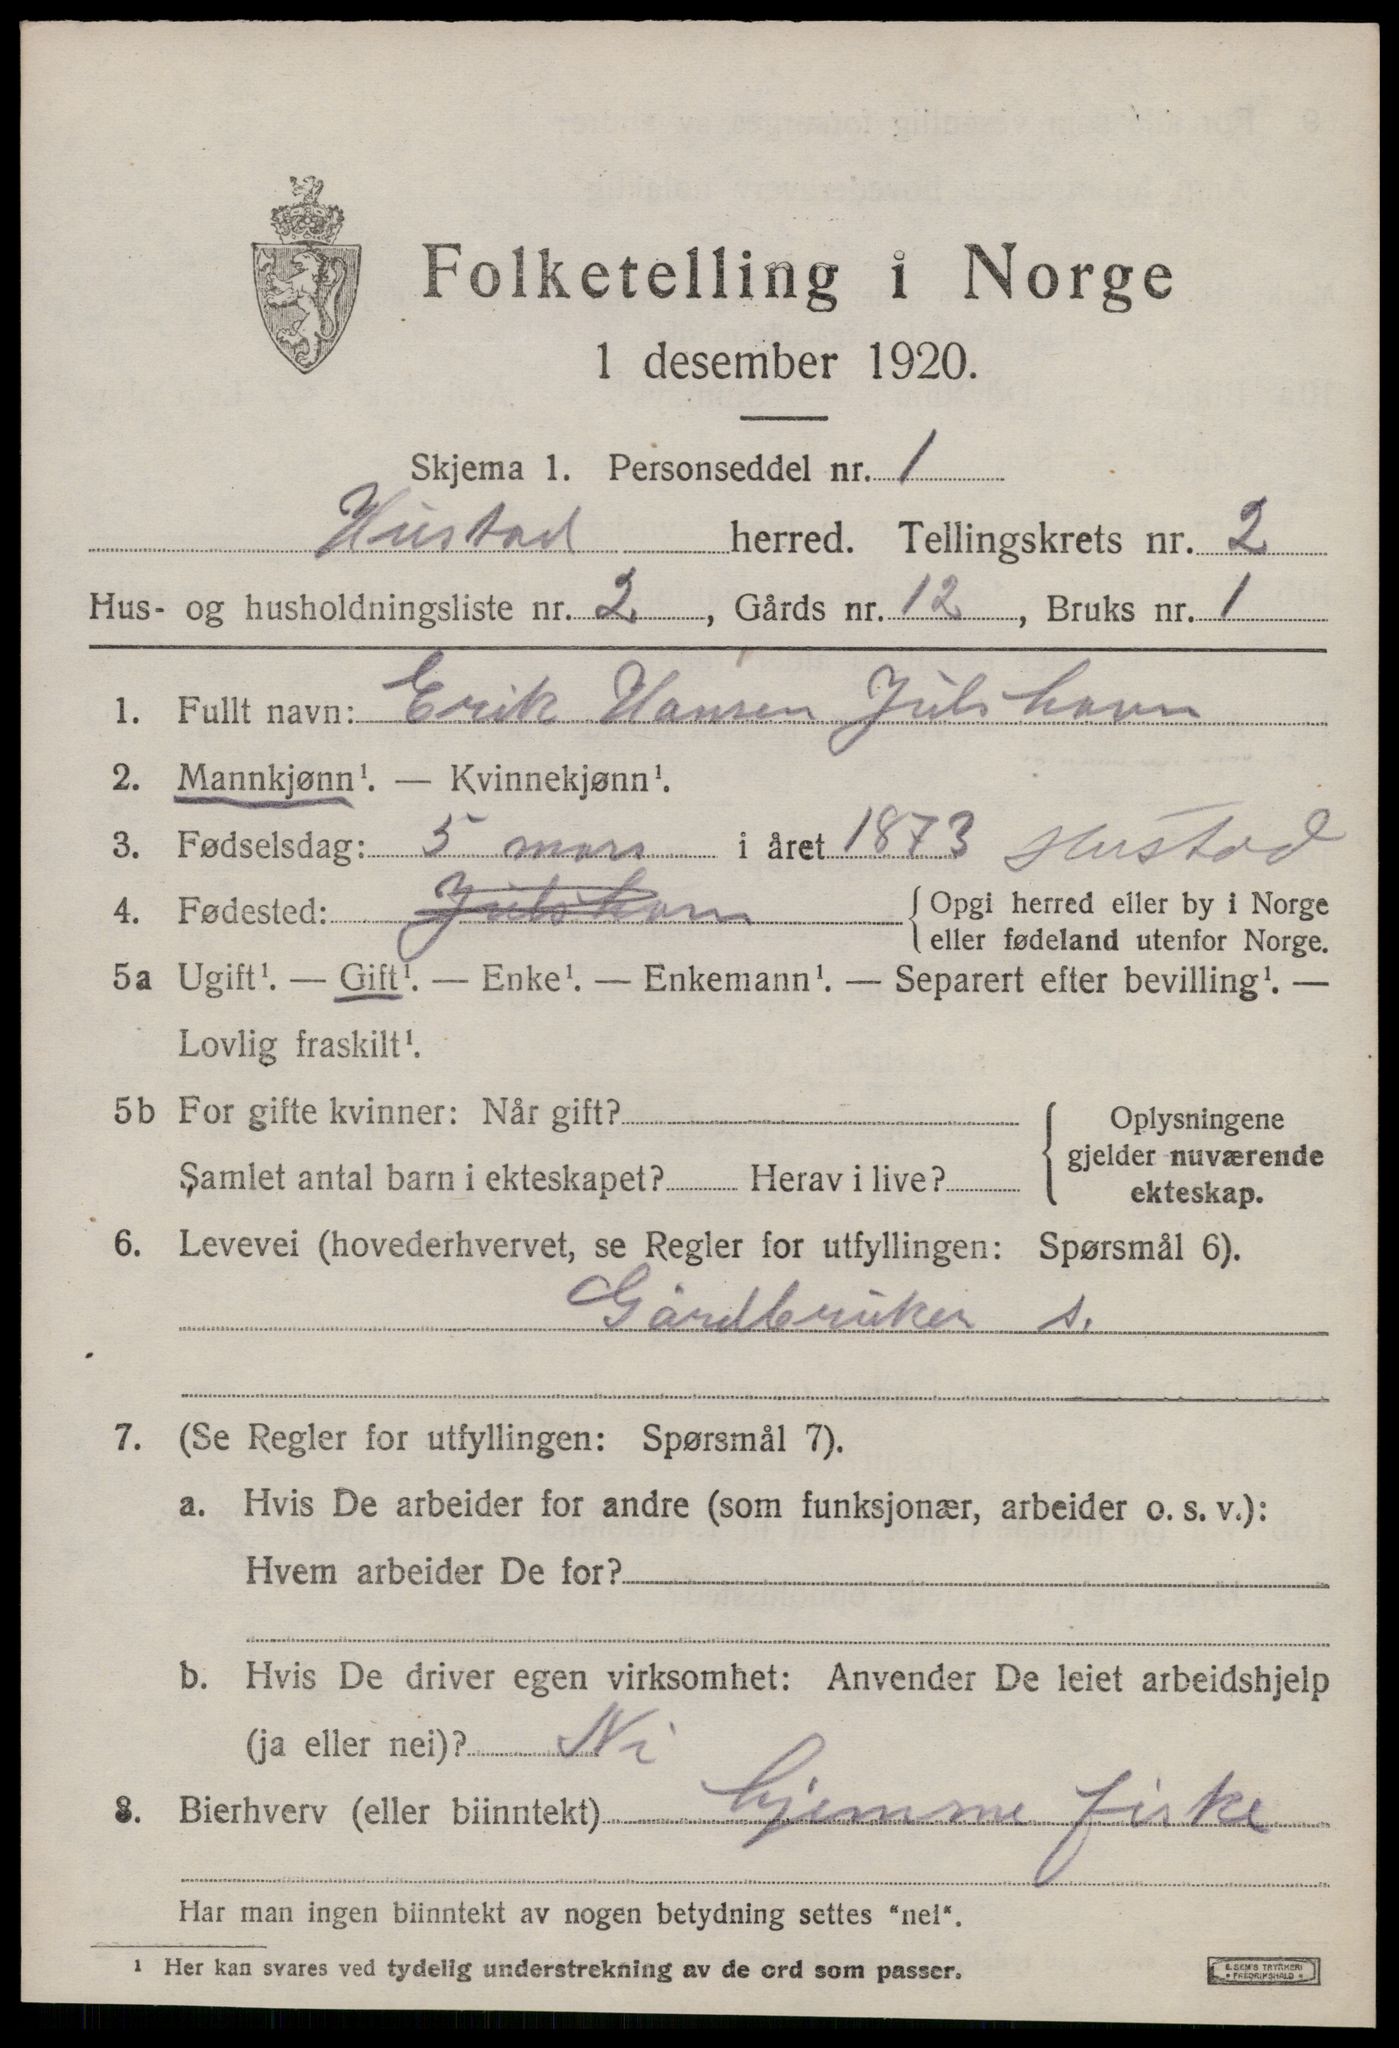 Folketelling i Norge
1 desember 1920.
Skjema 1. Personseddel nr. 1
Hustad herred. Tellingskrets nr. 2
Hus- og husholdningsliste nr. 2, Gårds nr. 12, Bruks nr. 1
1. Fullt navn: Erik Hansen Julshavn
2. Mannkjønn¹. — Kvinnekjønn¹.
3. Fødselsdag: 5 mars i året 1873 Hustad
4. Fødested: Julshavn { Opgi herred eller by i Norge
eller fødeland utenfor Norge.
5a Ugift¹. — Gift¹. — Enke¹. — Enkemann¹. — Separert efter bevilling¹. —
Lovlig fraskilt¹.
5b For gifte kvinner: Når gift? { Oplysningene
gjelder nuværende
Samlet antal barn i ekteskapet? Herav i live?
ekteskap.
6. Levevei (hovederhvervet, se Regler for utfyllingen: Spørsmål 6).
Gårdbruker s.
7. (Se Regler for utfyllingen: Spørsmål 7).
a. Hvis De arbeider for andre (som funksjonær, arbeider o. s. v.):
Hvem arbeider De for?
b. Hvis De driver egen virksomhet: Anvender De leiet arbeidshjelp
(ja eller nei)? Ni
8. Bierhverv (eller biinntekt) hjemme fiske
Har man ingen biinntekt av nogen betydning settes "nei".
¹ Her kan svares ved tydelig understrekning av de ord som passer.
E. SEM'S TRYKKERI
* FREDRIKSHALD *